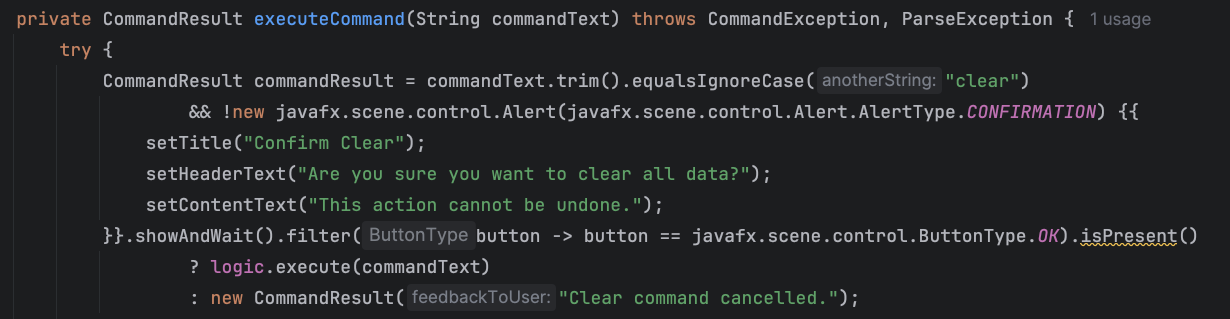 private CommandResult executeCommand(String commandText) throws CommandException, ParseException { 1 usage
try {
CommandResult commandResult = commandText.trim().equalsIgnoreCase( anotherString: "clear")
&& !new javafx.scene.control.Alert(javafx.scene.control.Alert.AlertType.CONFIRMATION) {{
setTitle("Confirm Clear");
setHeaderText("Are you sure you want to clear all data?");
setContentText("This action cannot be undone.");
}}.showAndWait().filter( ButtonType button -> button == javafx.scene.control.ButtonType.OK).isPresent()
? logic.execute(commandText)
: new CommandResult( feedbackToUser: "Clear command cancelled.");